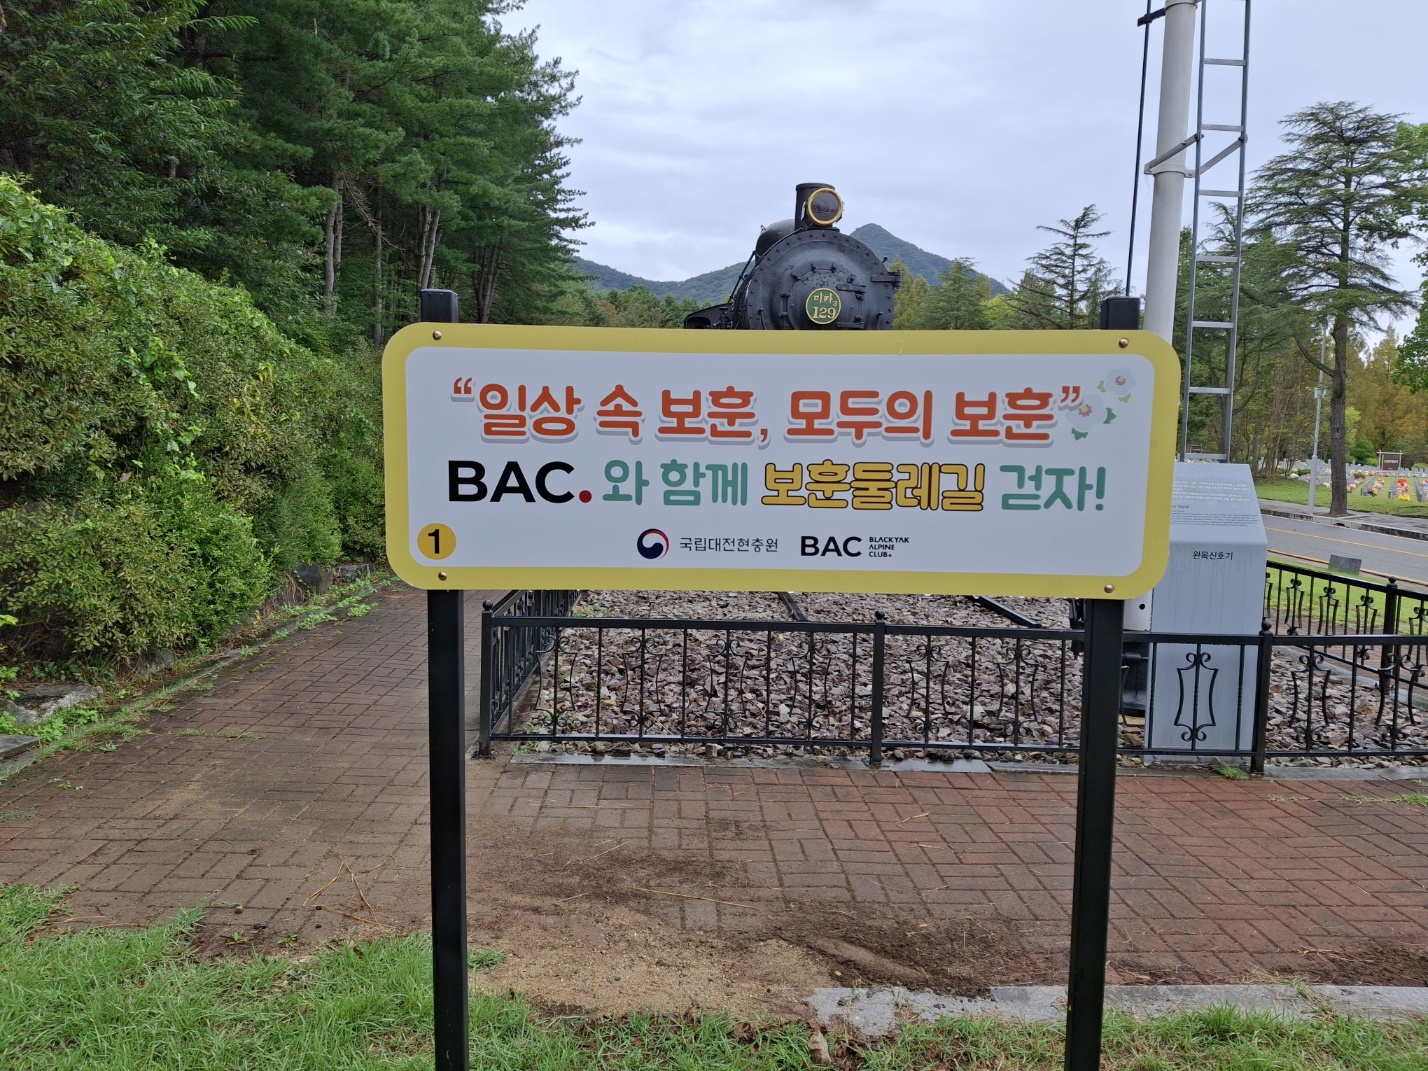 미카3
129
"일상 속 보훈, 모두의 보훈"
BAC.와 함께 보훈둘레길 걷자!
1
국립대전현충원 BAC BLACKYAK ALPINE CLUB.
완목신호기